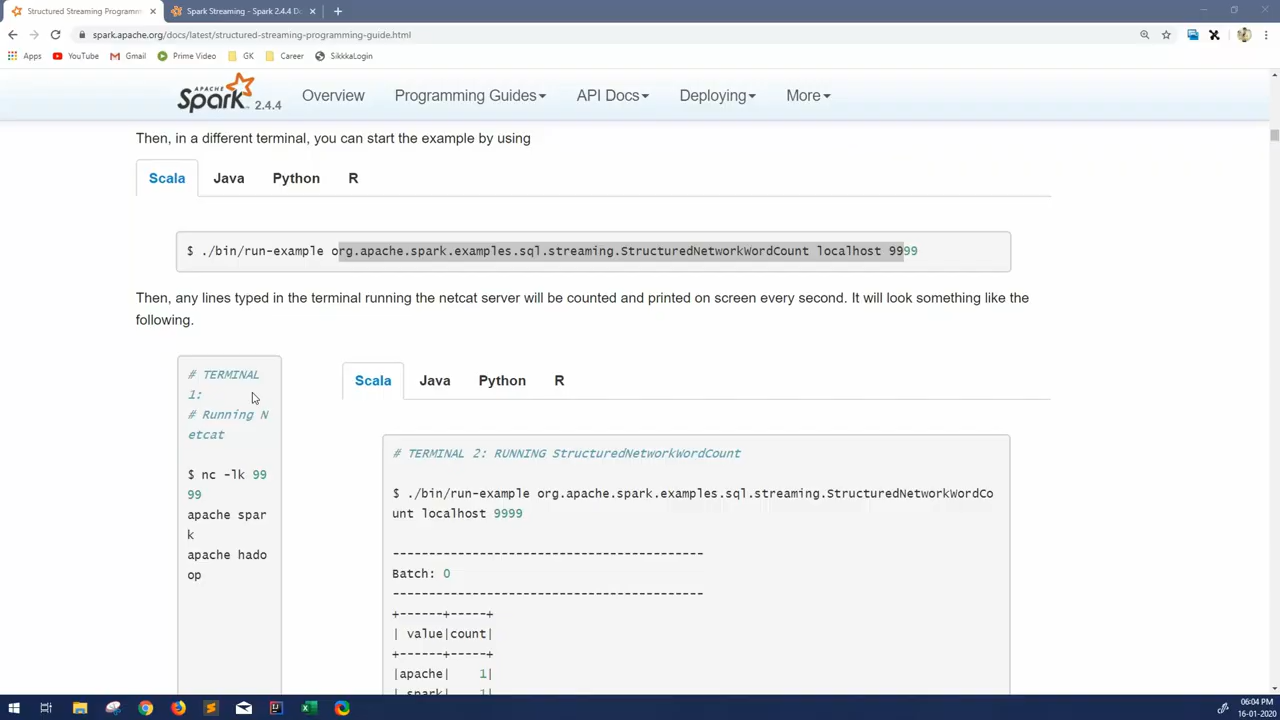 Structured Streaming Programm
Spark Streaming - Spark 2.4.4 D
spark.apache.org/docs/latest/structured-streaming-programming-guide.html
Apps YouTube Gmail Prime Video GK Career SikkkaLogin
APACHE Spark 2.4.4 Overview Programming Guides API Docs Deploying More
Then, in a different terminal, you can start the example by using
Scala Java Python R
$ ./bin/run-example org.apache.spark.examples.sql.streaming.StructuredNetworkWordCount localhost 9999
Then, any lines typed in the terminal running the netcat server will be counted and printed on screen every second. It will look something like the
following.
# TERMINAL
1:
# Running N
etcat
$ nc -lk 99
99
apache spar
k
apache hado
op
Scala Java Python R
# TERMINAL 2: RUNNING StructuredNetworkWordCount
$ ./bin/run-example org.apache.spark.examples.sql.streaming.StructuredNetworkWordCo
unt localhost 9999
-------------------------------------------
Batch: 0
-------------------------------------------
+------+-----+
| value|count|
+------+-----+
|apache| 1|
| spark| 1|
06:04 PM
16-01-2020